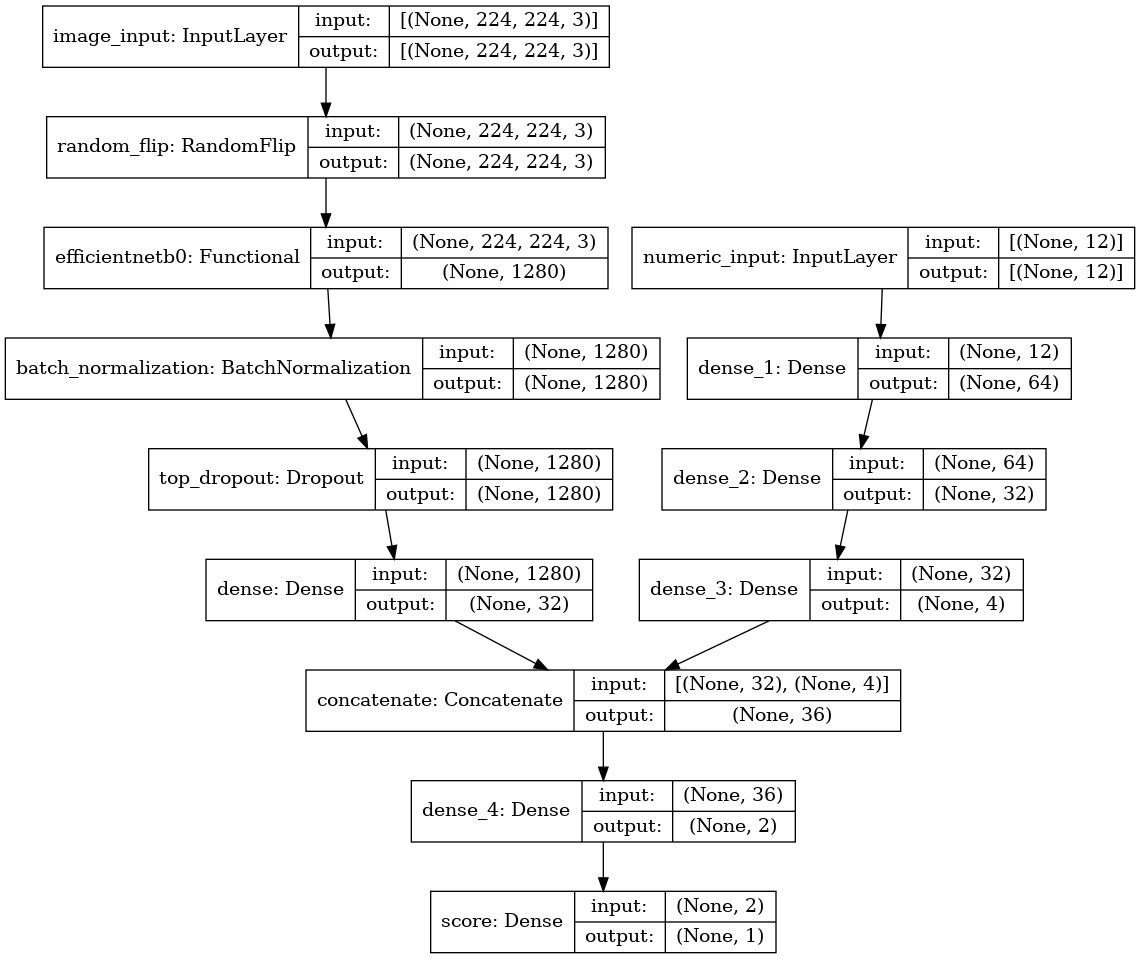 image_input: InputLayer
input: [(None, 224, 224, 3)]
output: [(None, 224, 224, 3)]
random_flip: RandomFlip
input: (None, 224, 224, 3)
output: (None, 224, 224, 3)
efficientnetb0: Functional
input: (None, 224, 224, 3)
output: (None, 1280)
numeric_input: InputLayer
input: [(None, 12)]
output: [(None, 12)]
batch_normalization: BatchNormalization
input: (None, 1280)
output: (None, 1280)
dense_1: Dense
input: (None, 12)
output: (None, 64)
top_dropout: Dropout
input: (None, 1280)
output: (None, 1280)
dense_2: Dense
input: (None, 64)
output: (None, 32)
dense: Dense
input: (None, 1280)
output: (None, 32)
dense_3: Dense
input: (None, 32)
output: (None, 4)
concatenate: Concatenate
input: [(None, 32), (None, 4)]
output: (None, 36)
dense_4: Dense
input: (None, 36)
output: (None, 2)
score: Dense
input: (None, 2)
output: (None, 1)